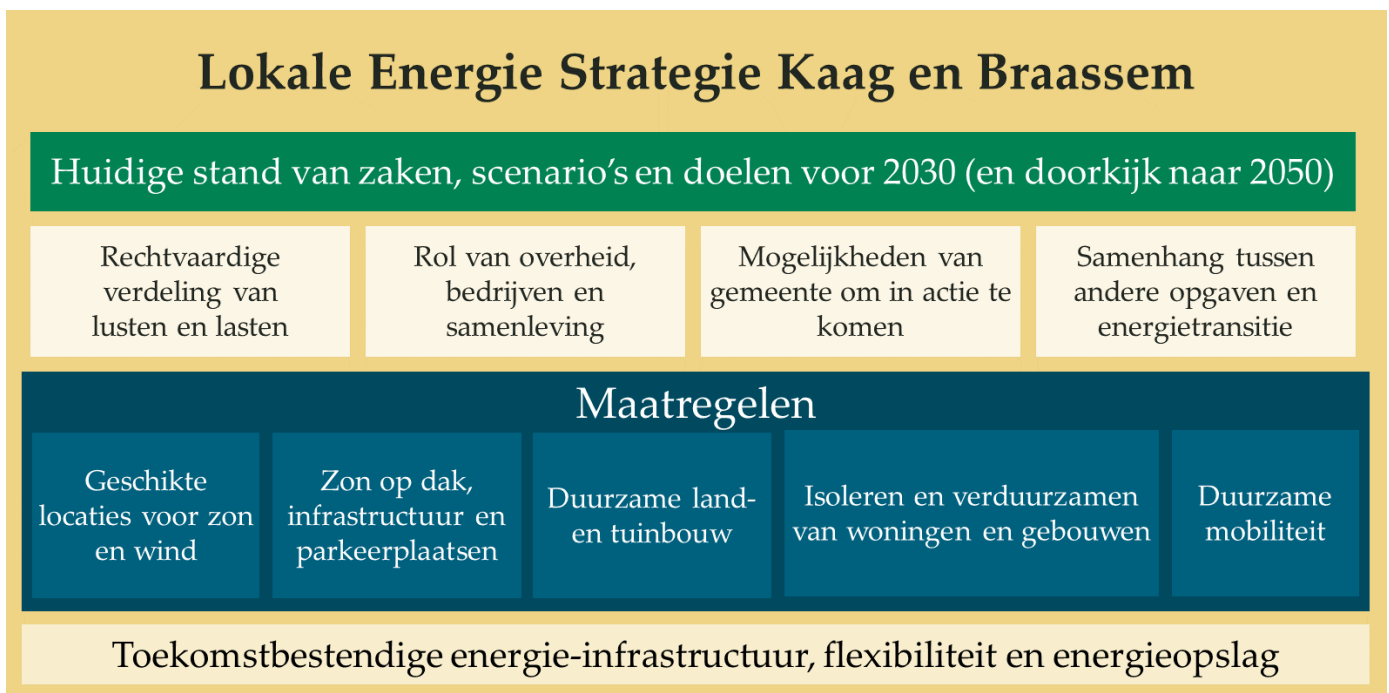 Lokale Energie Strategie Kaag en Braassem
Huidige stand van zaken, scenario's en doelen voor 2030 (en doorkijk naar 2050)
Rechtvaardige
verdeling van
lusten en lasten
Rol van overheid,
bedrijven en
samenleving
Mogelijkheden van
gemeente om in actie te
komen
Samenhang tussen
andere opgaven en
energietransitie
Maatregelen
Geschikte
locaties voor zon
en wind
Zon op dak,
infrastructuur en
parkeerplaatsen
Duurzame land-
en tuinbouw
Isoleren en verduurzamen
van woningen en gebouwen
Duurzame
mobiliteit
Toekomstbestendige energie-infrastructuur, flexibiliteit en energieopslag